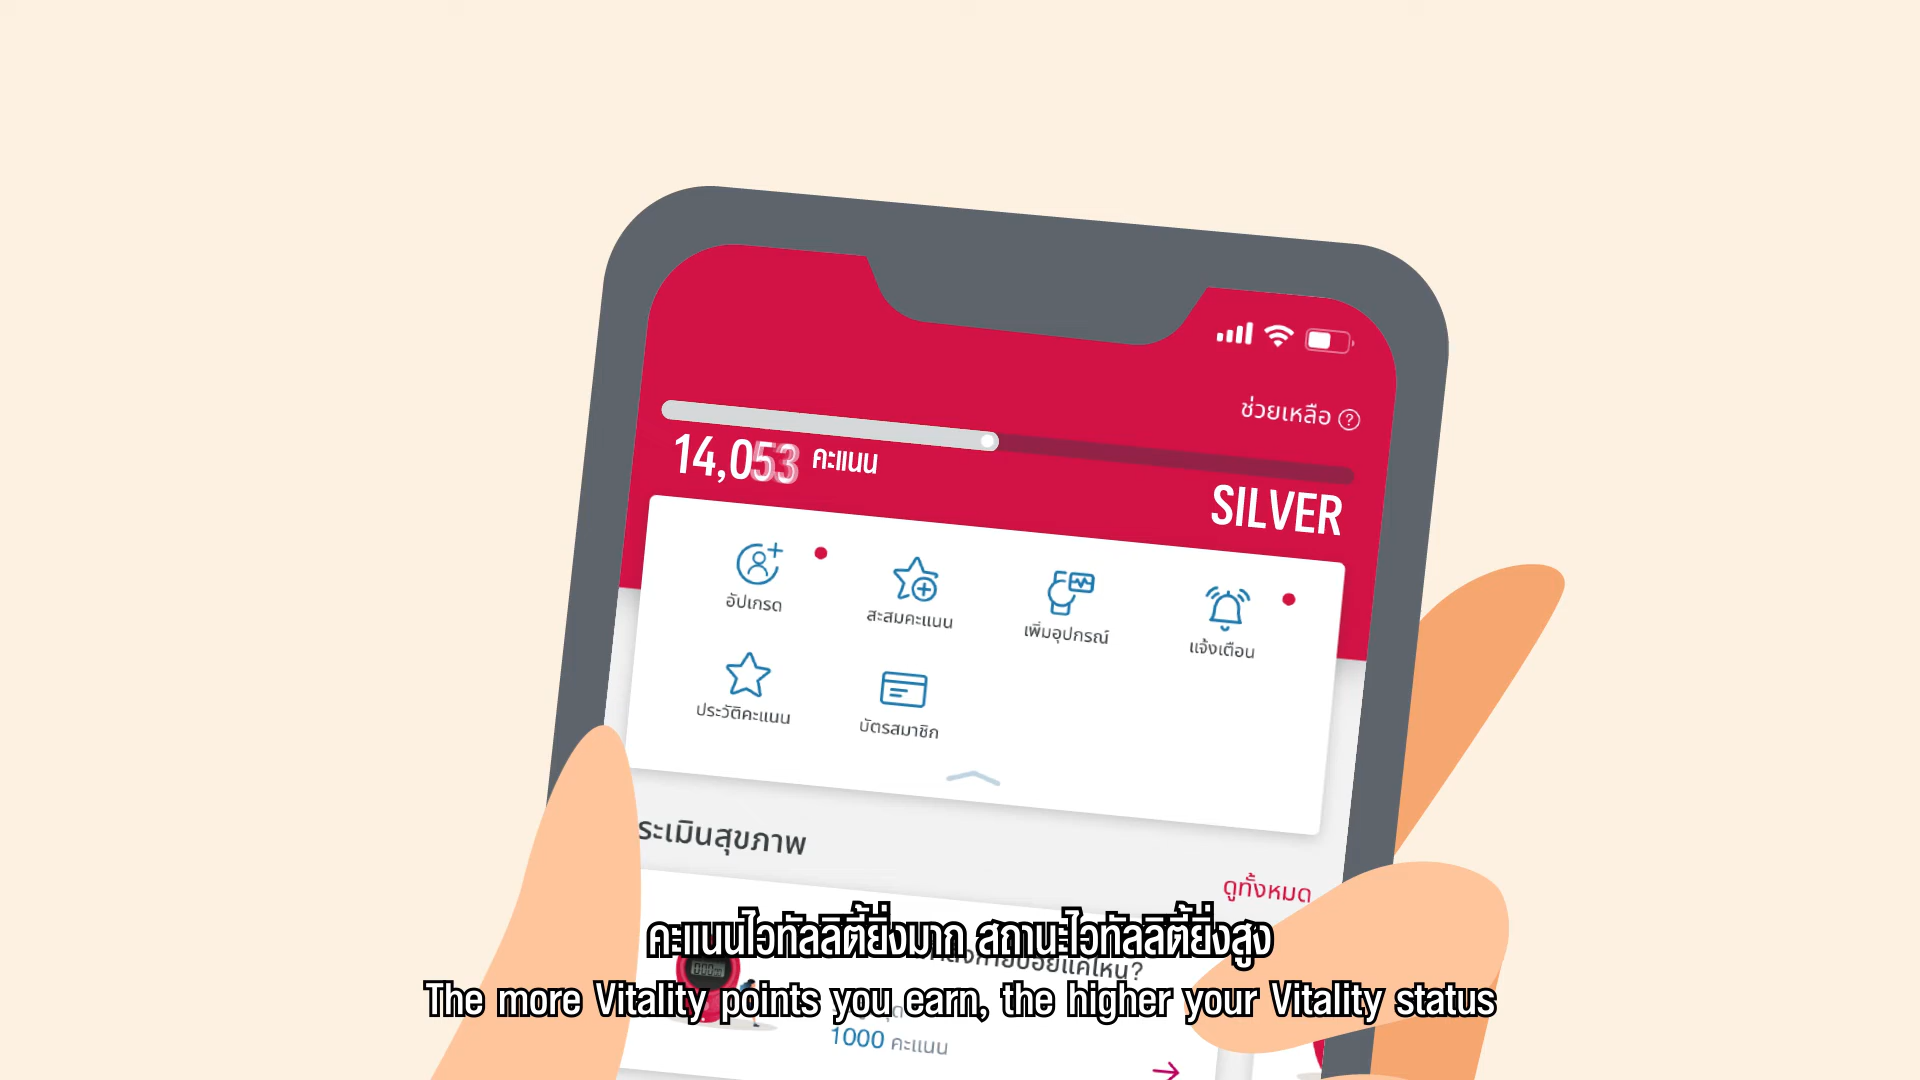 ช่วยเหลือ
14,053 คะแนน
SILVER
อัปเกรด
สะสมคะแนน
เพิ่มอุปกรณ์
แจ้งเตือน
ประวัติคะแนน
บัตรสมาชิก
ระเมินสุขภาพ
ดูทั้งหมด
คะแนนไวทัลลิตี้ยิ่งมาก สถานะไวทัลลิตี้ยิ่งสูง
The more Vitality points you earn, the higher your Vitality status
1000 คะแนน